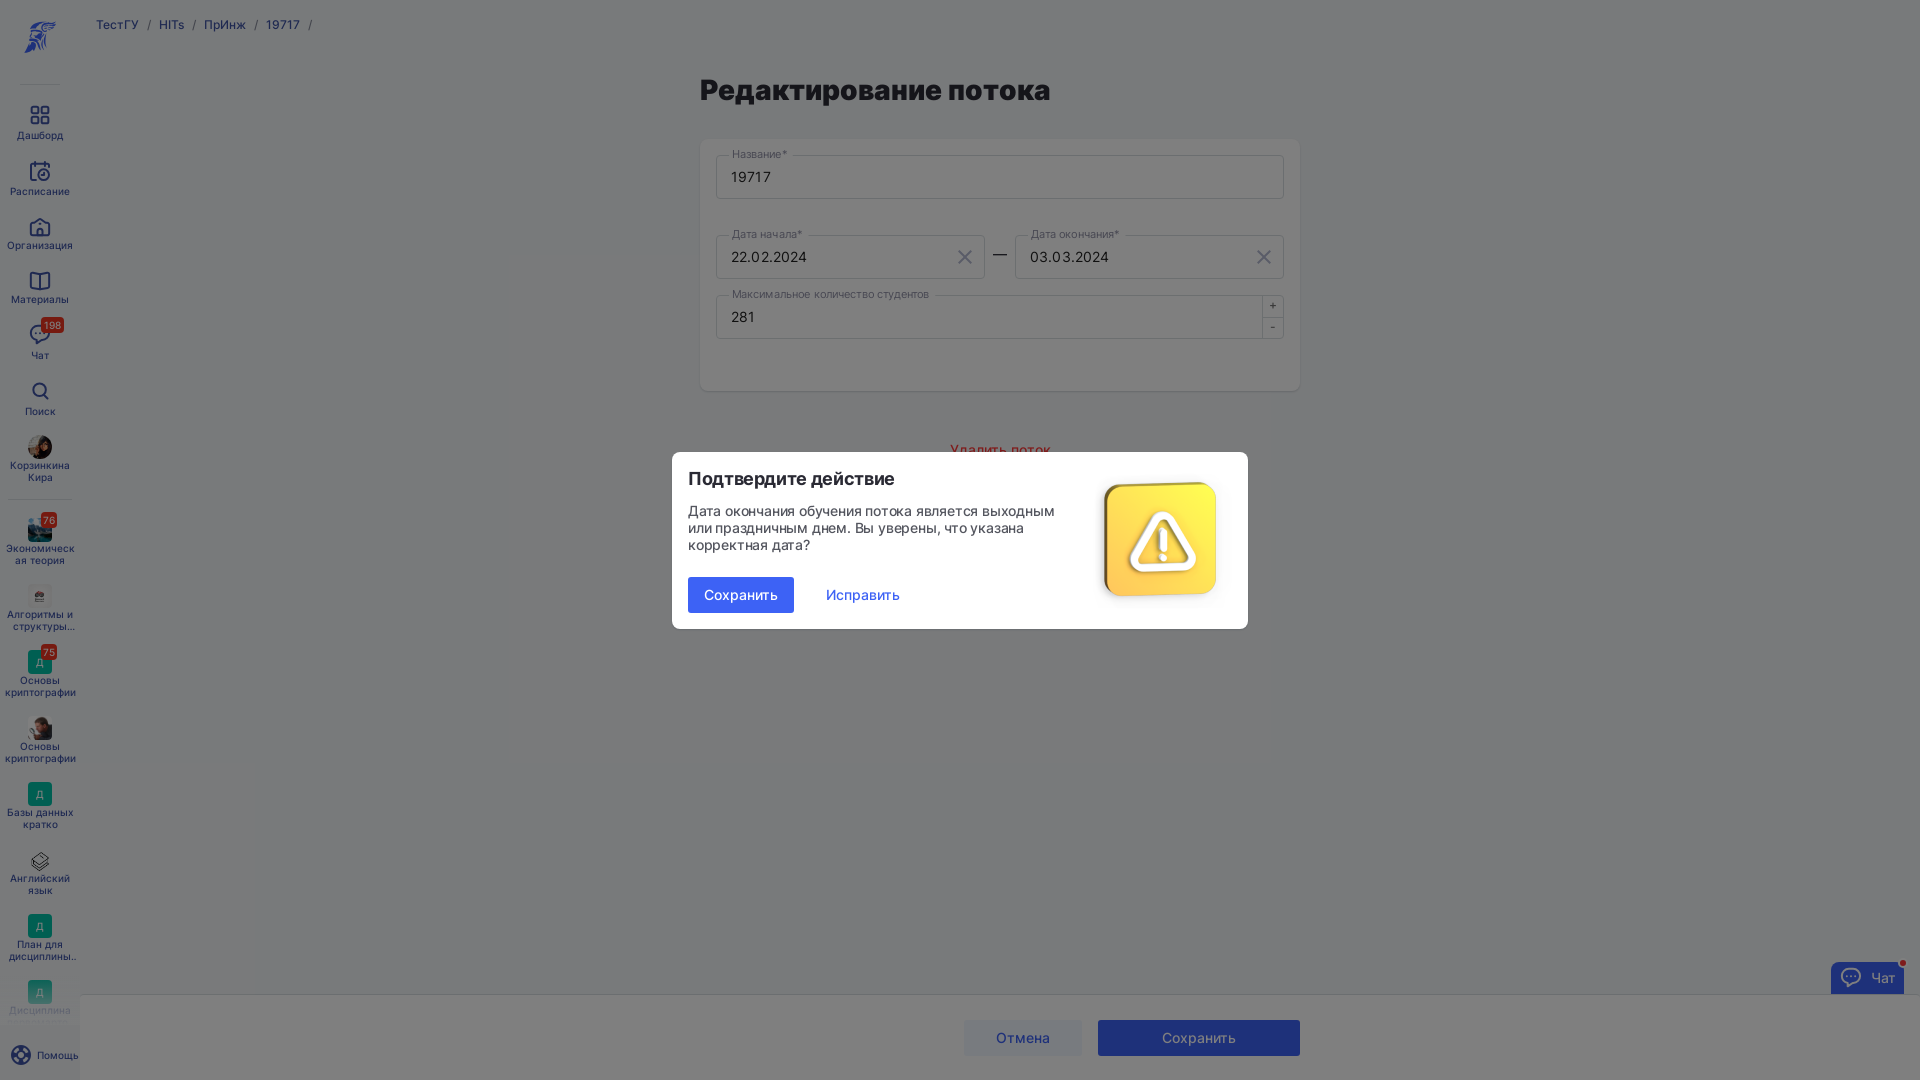 ТестГУ / HITs / ПрИнж / 19717 /
Дашборд
Расписание
Организация
Материалы
198
Чат
Поиск
Корзинкина
Кира
76
Экономическ
ая теория
Алгоритмы и
структуры...
Д
75
Основы
криптографии
Основы
криптографии
Д
Базы данных
кратко
Английский
язык
Д
План для
дисциплины..
Д
Дисциплина
Помощь
Редактирование потока
Название*
19717
Дата начала*
22.02.2024
—
Дата окончания*
03.03.2024
Максимальное количество студентов
281
+
-
Удалить поток
Подтвердите действие
Дата окончания обучения потока является выходным
или праздничным днем. Вы уверены, что указана
корректная дата?
Сохранить
Исправить
Чат
Отмена
Сохранить